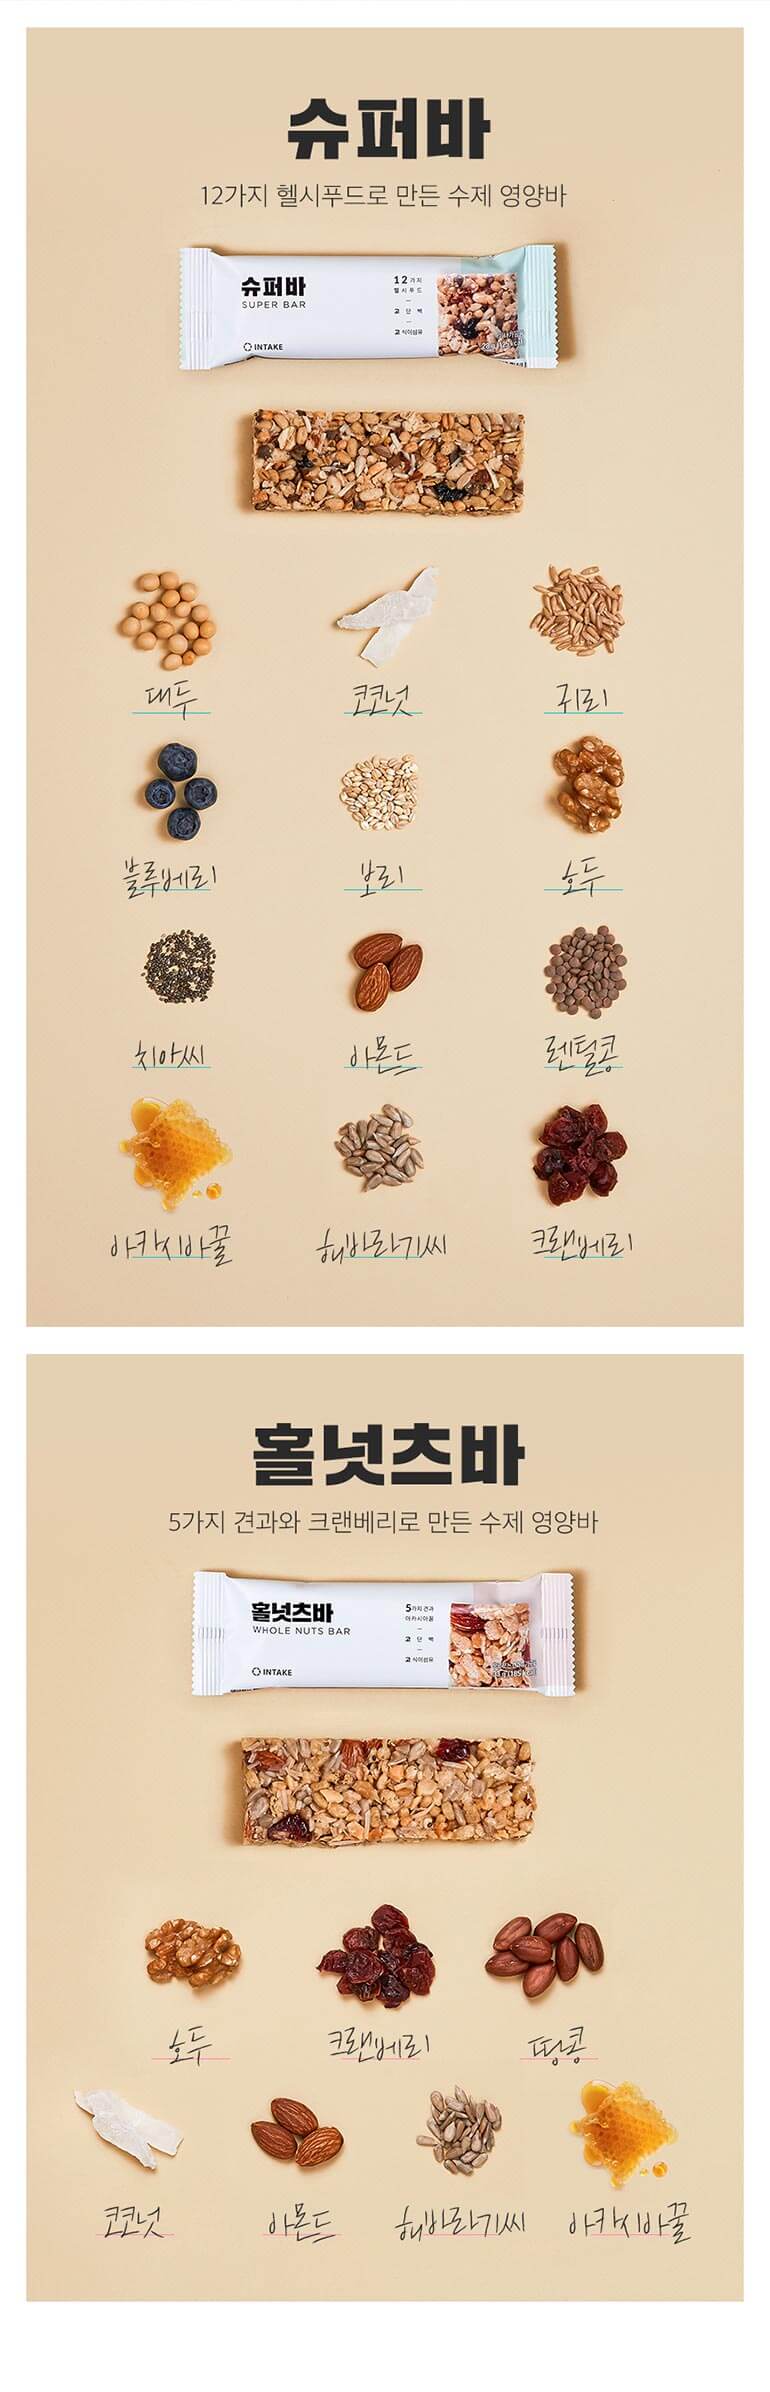 슈퍼바
12가지 헬시푸드로 만든 수제 영양바
슈퍼바
SUPER BAR
12가지
헬시푸드
고단백
고식이섬유
INTAKE
대두
코코넛
귀리
블루베리
보리
호두
치아씨
아몬드
렌틸콩
아카시아꿀
해바라기씨
크랜베리
홀넛츠바
5가지 견과와 크랜베리로 만든 수제 영양바
홀넛츠바
WHOLE NUTS BAR
5가지 견과
아카시아꿀
고단백
고식이섬유
INTAKE
호두
크랜베리
땅콩
코코넛
아몬드
해바라기씨
아카시아꿀